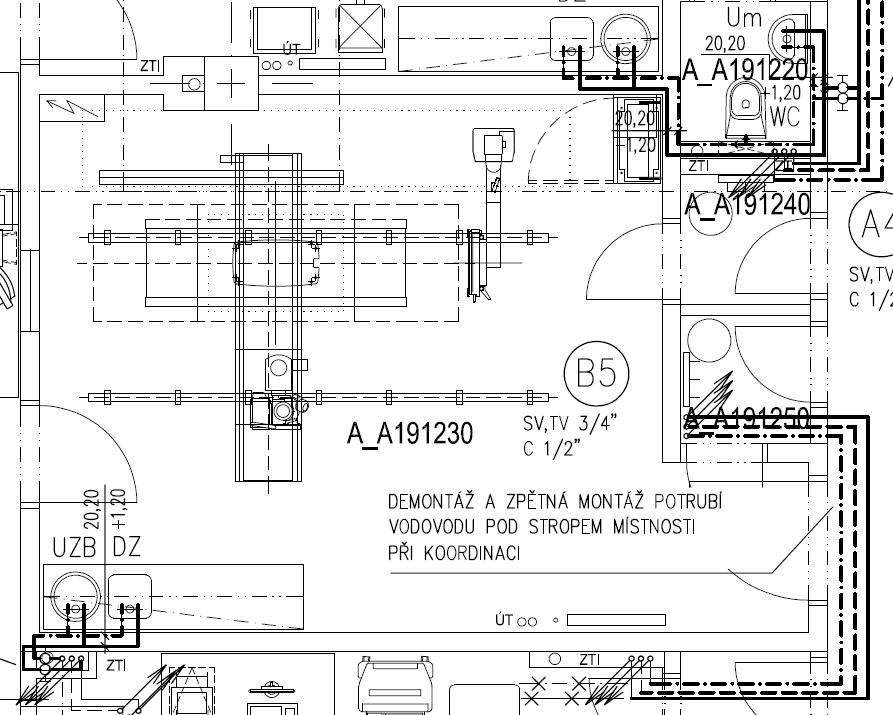 DZ
Um
ÚT
ZTI
20,20
A_A191220
+1,20
WC
20,20
-1,20
ZTI
A_A191240
A4
SV,TV
C 1/2
B5
SV,TV 3/4"
C 1/2"
A_A191230
A_A191250
20,20
+1,20
UZB
DZ
DEMONTÁŽ A ZPĚTNÁ MONTÁŽ POTRUBÍ
VODOVODU POD STROPEM MÍSTNOSTI
PŘI KOORDINACI
ÚT
ZTI
ZTI